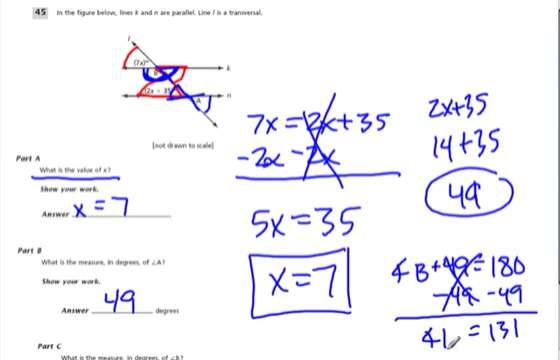 45 In the figure below, lines k and n are parallel. Line l is a transversal.
l
(7x)°
k
(2x + 35)
A
n
[not drawn to scale]
Part A
What is the value of x?
Show your work.
Answer x = 7
Part B
What is the measure, in degrees, of ∠A?
Show your work.
Answer 49 degrees
Part C
What is the measure, in degrees, of ∠B?
7x = 2x + 35
-2x -2x
5x = 35
x = 7
2x+35
14+35
49
∠B+49=180
-49 -49
∠ = 131